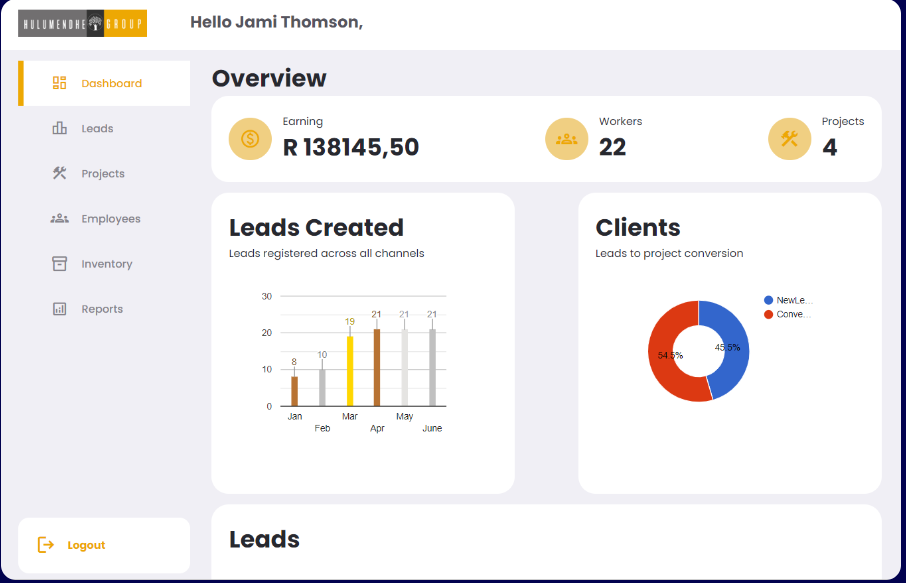 HULUMENDHE GROUP
Hello Jami Thomson,
Dashboard
Leads
Projects
Employees
Inventory
Reports
Logout
Overview
Earning
R 138145,50
Workers
22
Projects
4
Leads Created
Leads registered across all channels
30
20
10
0
8
10
19
21
21
21
Jan
Feb
Mar
Apr
May
June
Clients
Leads to project conversion
54.5%
45.5%
NewLe...
Conve...
Leads